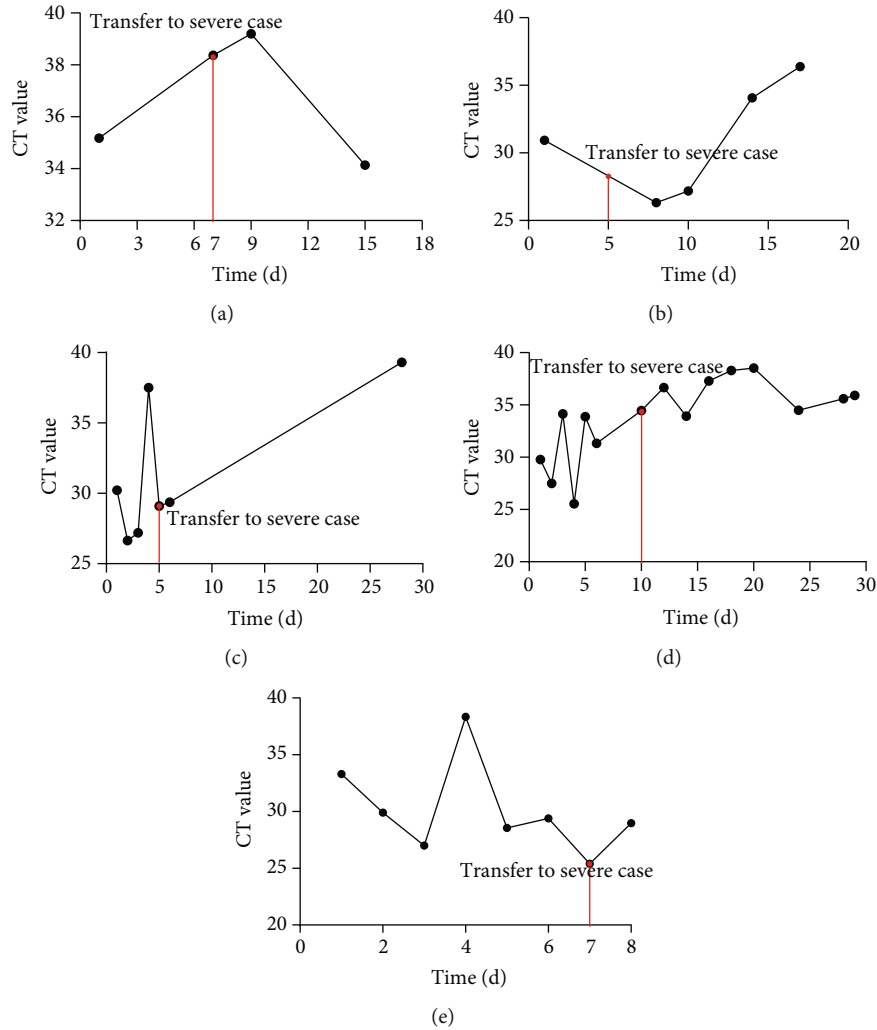 40
Transfer to severe case
38
36
34
32
CT value
0 3 6 7 9 12 15 18
Time (d)
(a)
40
35
30
25
Transfer to severe case
CT value
0 5 10 15 20
Time (d)
(b)
40
35
30
25
Transfer to severe case
CT value
0 5 10 15 20 25 30
Time (d)
(c)
40
Transfer to severe case
35
30
25
20
CT value
0 5 10 15 20 25 30
Time (d)
(d)
40
35
30
25
Transfer to severe case
20
CT value
0 2 4 6 7 8
Time (d)
(e)